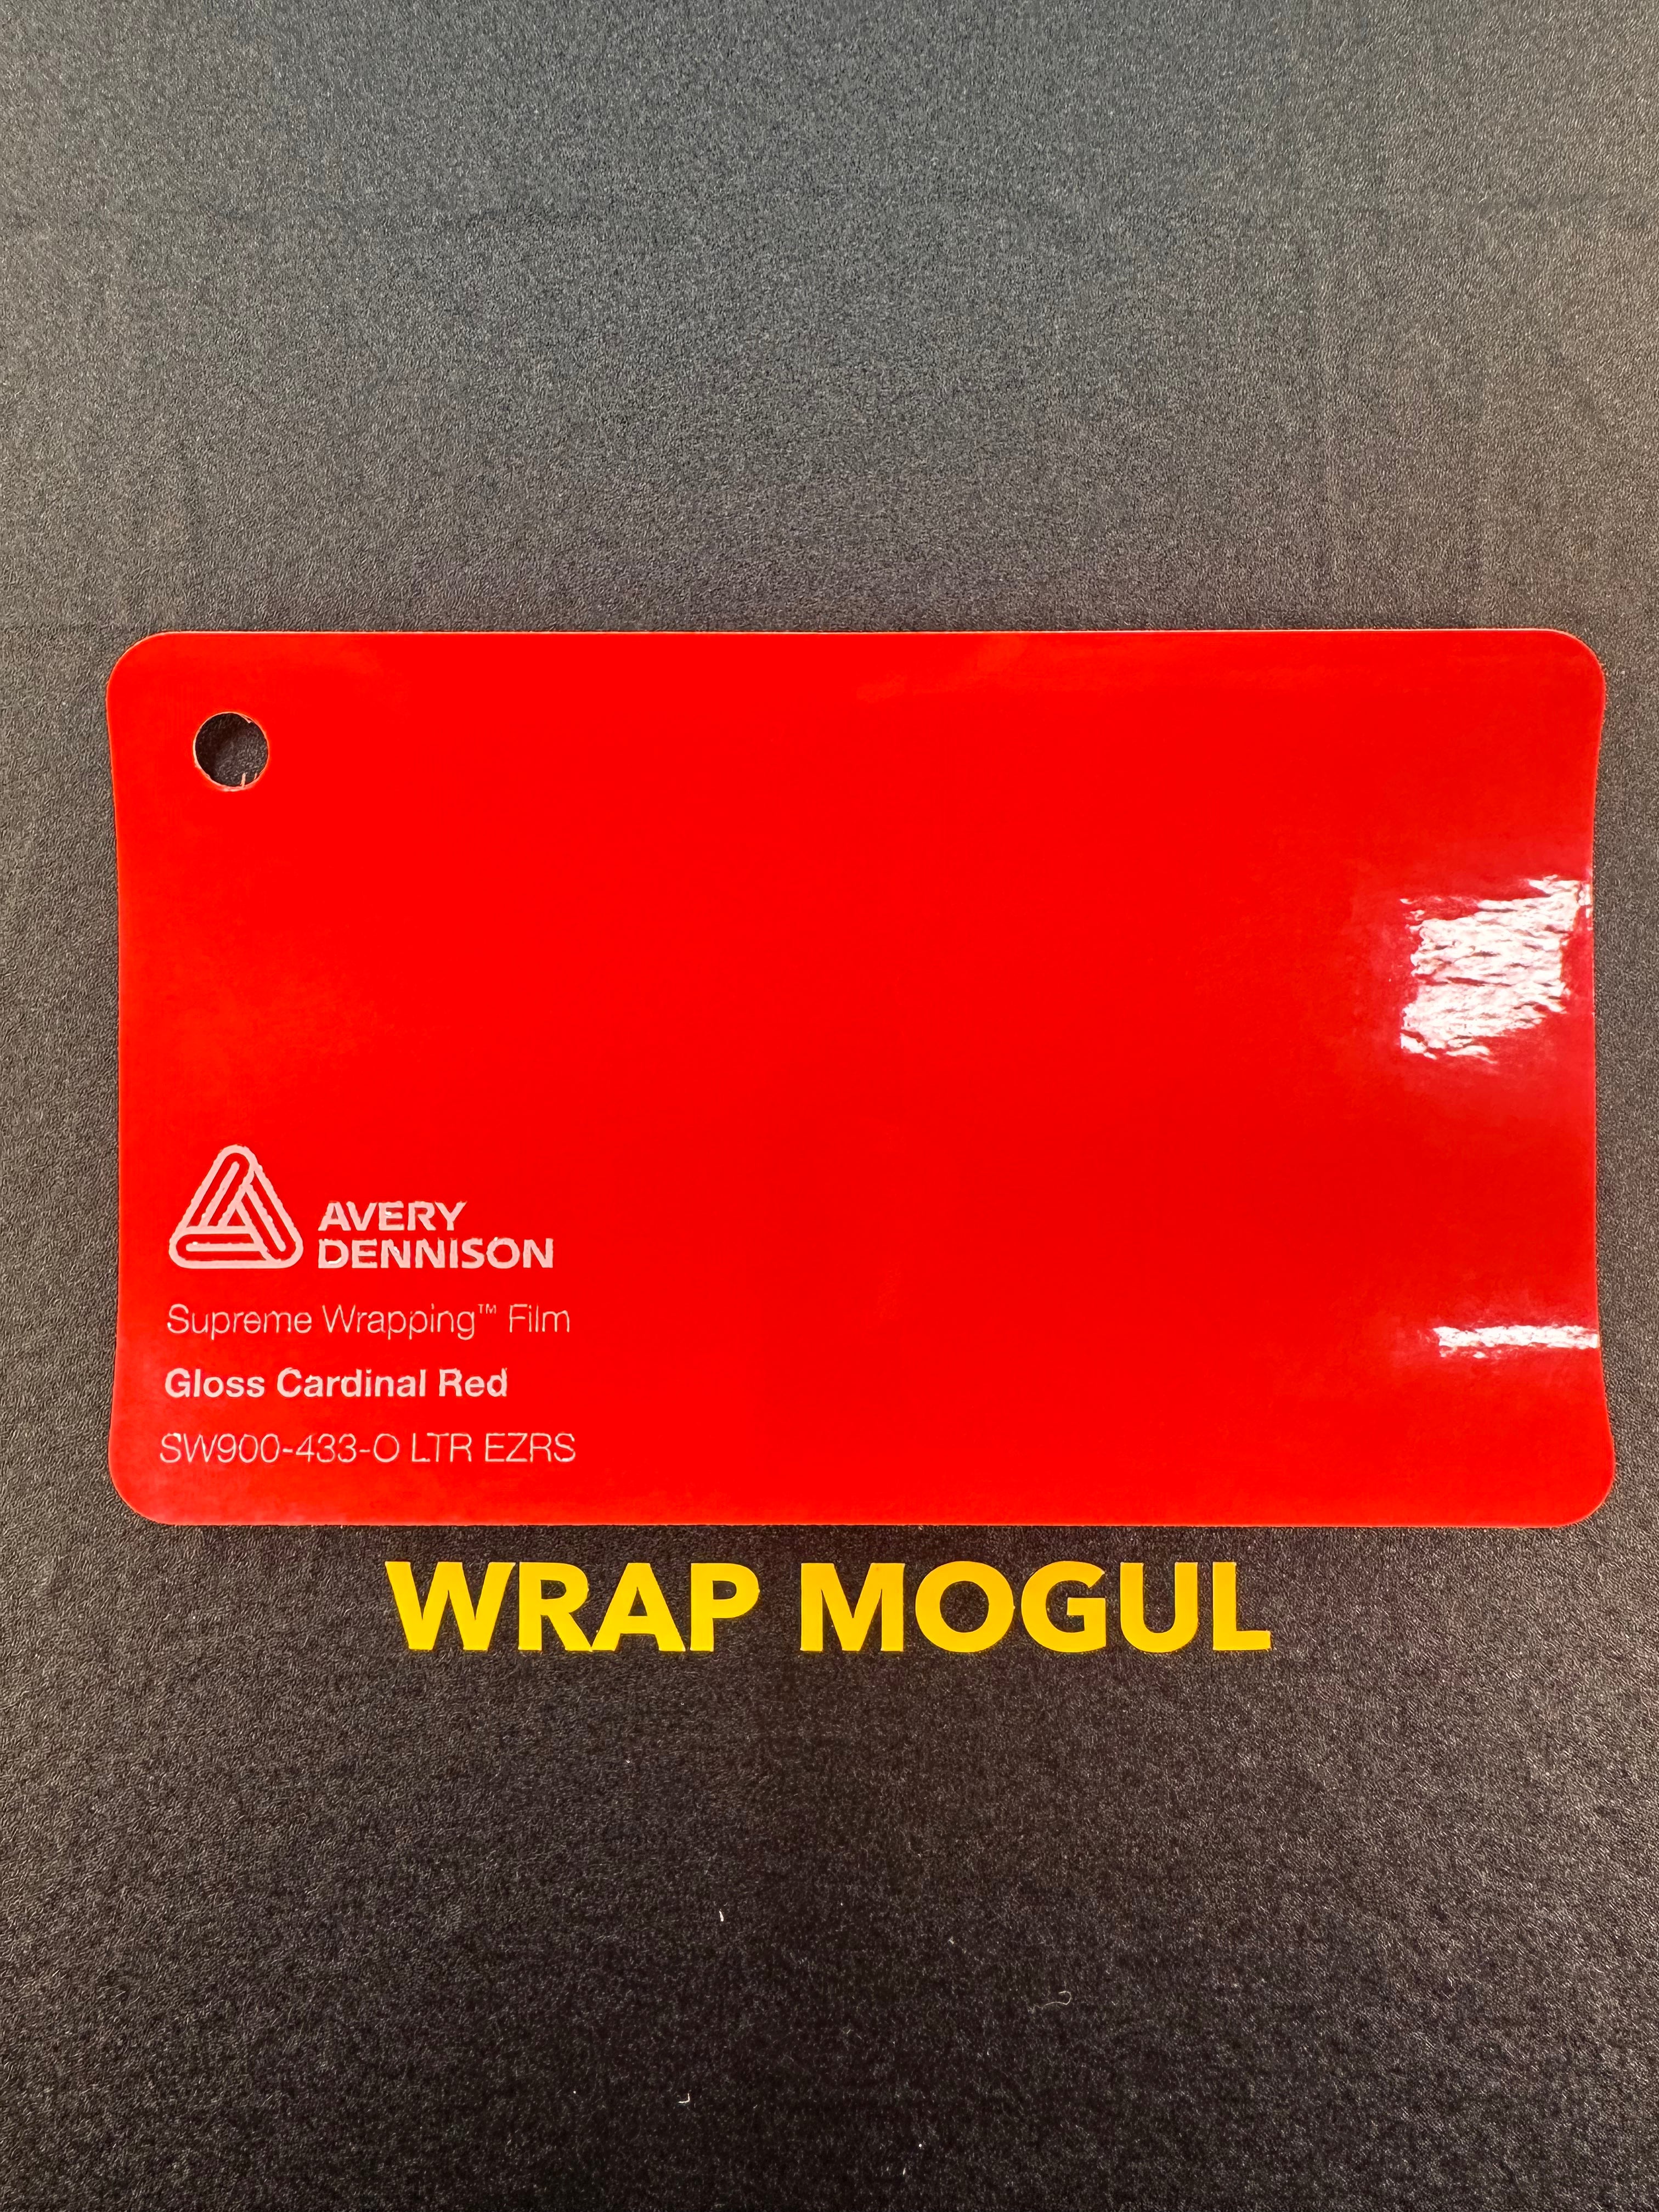 AVERY
DENNISON
Supreme Wrapping™ Film
Gloss Cardinal Red
SW900-433-O LTR EZRS
WRAP MOGUL